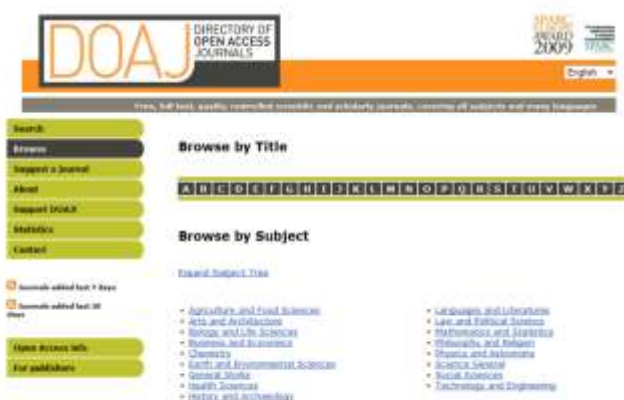 DOAJ
DIRECTORY OF
OPEN ACCESS
JOURNALS
SPARC
EUROPE
AWARD
2009
SPARC
English
Free, full text, quality controlled scientific and scholarly journals, covering all subjects and many languages
Search
Browse
Suggest a Journal
About
Support DOAJ
Statistics
Contact
Journals added last 7 days
Journals added last 30
days
Open Access Info
For publishers
Browse by Title
A B C D E F G H I J K L M N O P Q R S T U V W X Y Z
Browse by Subject
Expand Subject Tree
Agriculture and Food Sciences
Arts and Architecture
Biology and Life Sciences
Business and Economics
Chemistry
Earth and Environmental Sciences
General Works
Health Sciences
History and Archaeology
Languages and Literatures
Law and Political Science
Mathematics and Statistics
Philosophy and Religion
Physics and Astronomy
Science General
Social Sciences
Technology and Engineering